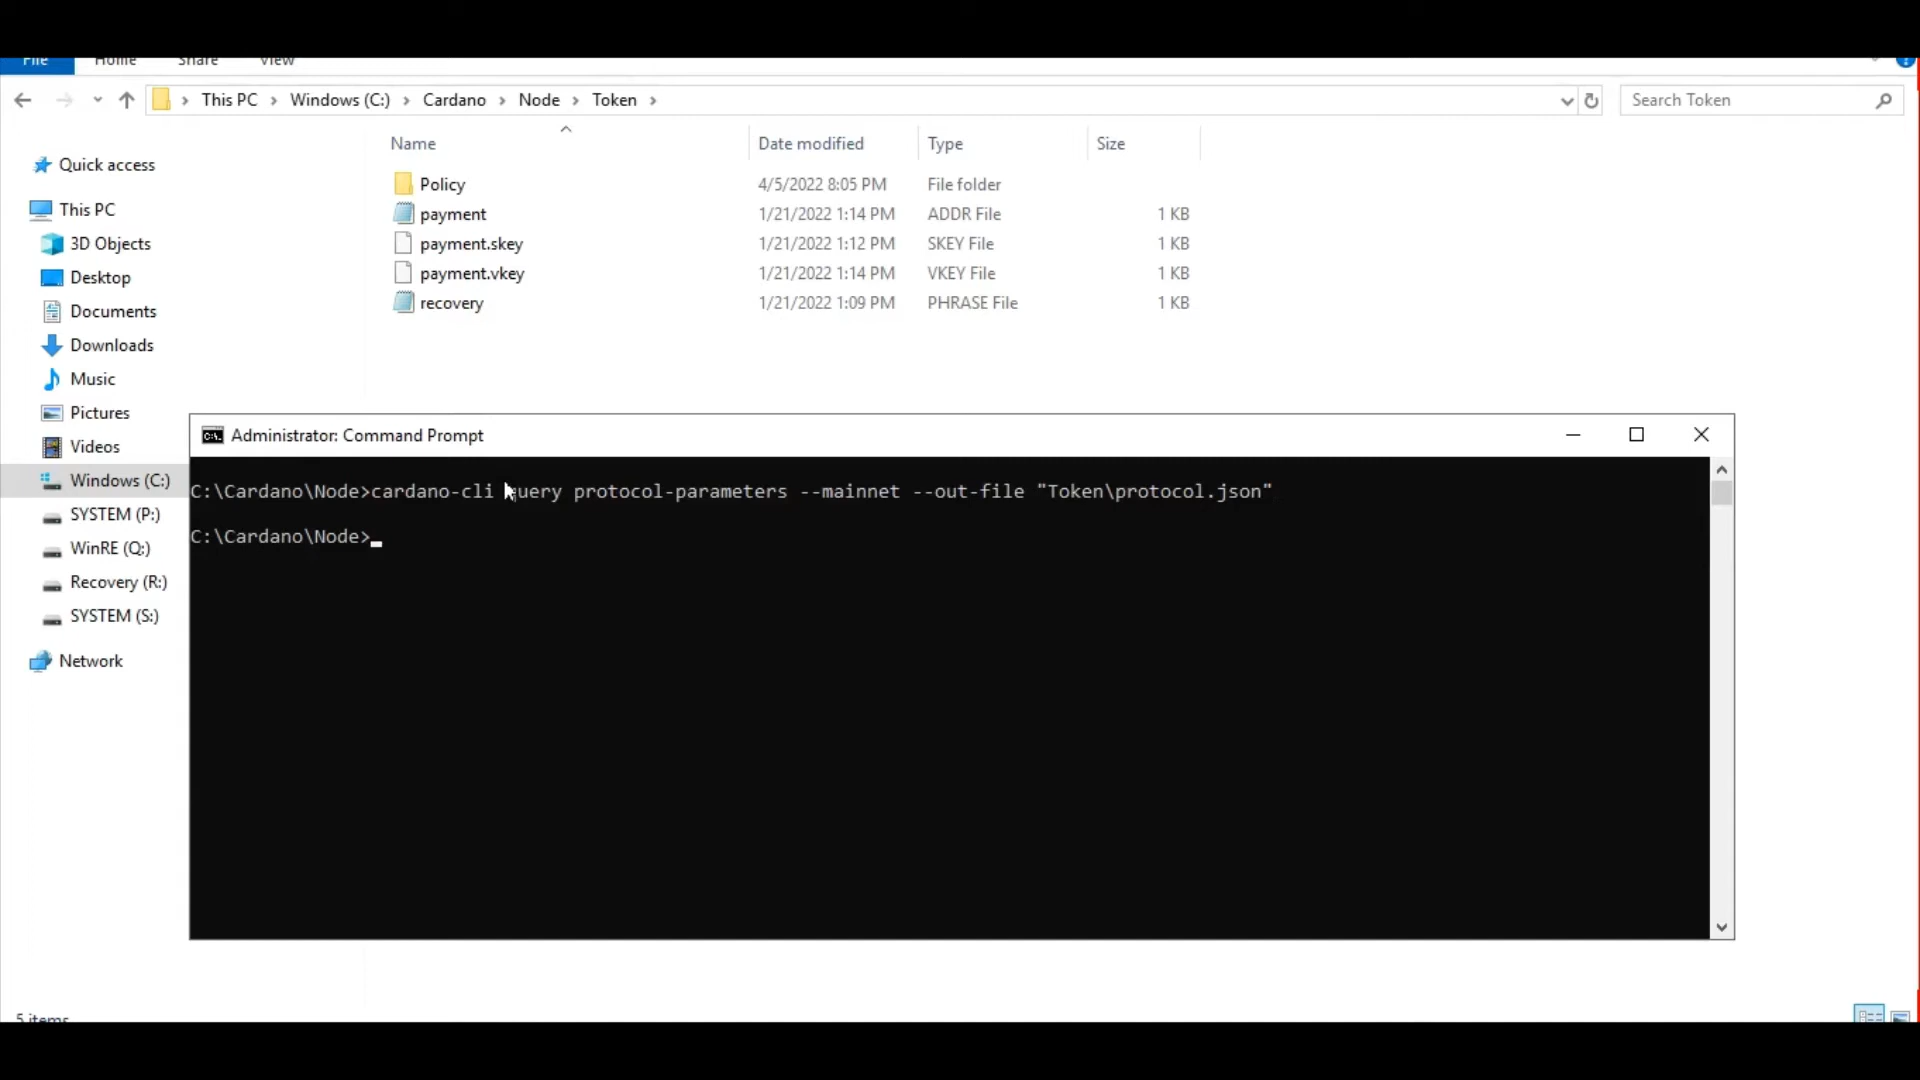 File Home Share View
This PC > Windows (C:) > Cardano > Node > Token >
Search Token
Name Date modified Type Size
Quick access
This PC
3D Objects
Desktop
Documents
Downloads
Music
Pictures
Videos
Windows (C:)
SYSTEM (P:)
WinRE (Q:)
Recovery (R:)
SYSTEM (S:)
Network
Policy 4/5/2022 8:05 PM File folder
payment 1/21/2022 1:14 PM ADDR File 1 KB
payment.skey 1/21/2022 1:12 PM SKEY File 1 KB
payment.vkey 1/21/2022 1:14 PM VKEY File 1 KB
recovery 1/21/2022 1:09 PM PHRASE File 1 KB
Administrator: Command Prompt
C:\Cardano\Node>cardano-cli query protocol-parameters --mainnet --out-file "Token\protocol.json"
C:\Cardano\Node>
5 items